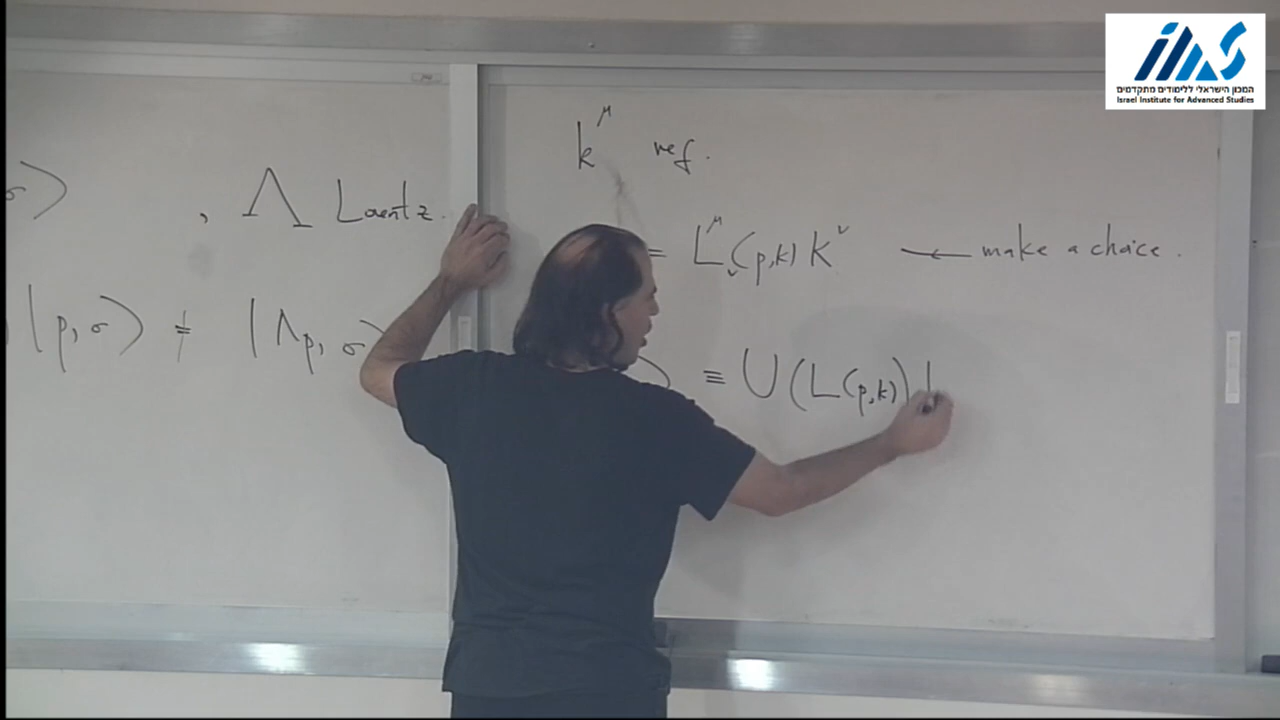 σ⟩ , Λ Lorentz.
|p, σ⟩ ≠ |Λp, σ⟩
k^μ ref.
= L^μ_ν (p,k) k^ν ← make a choice.
⟩ ≡ U(L(p,k)) |
המכון הישראלי ללימודים מתקדמים
Israel Institute for Advanced Studies